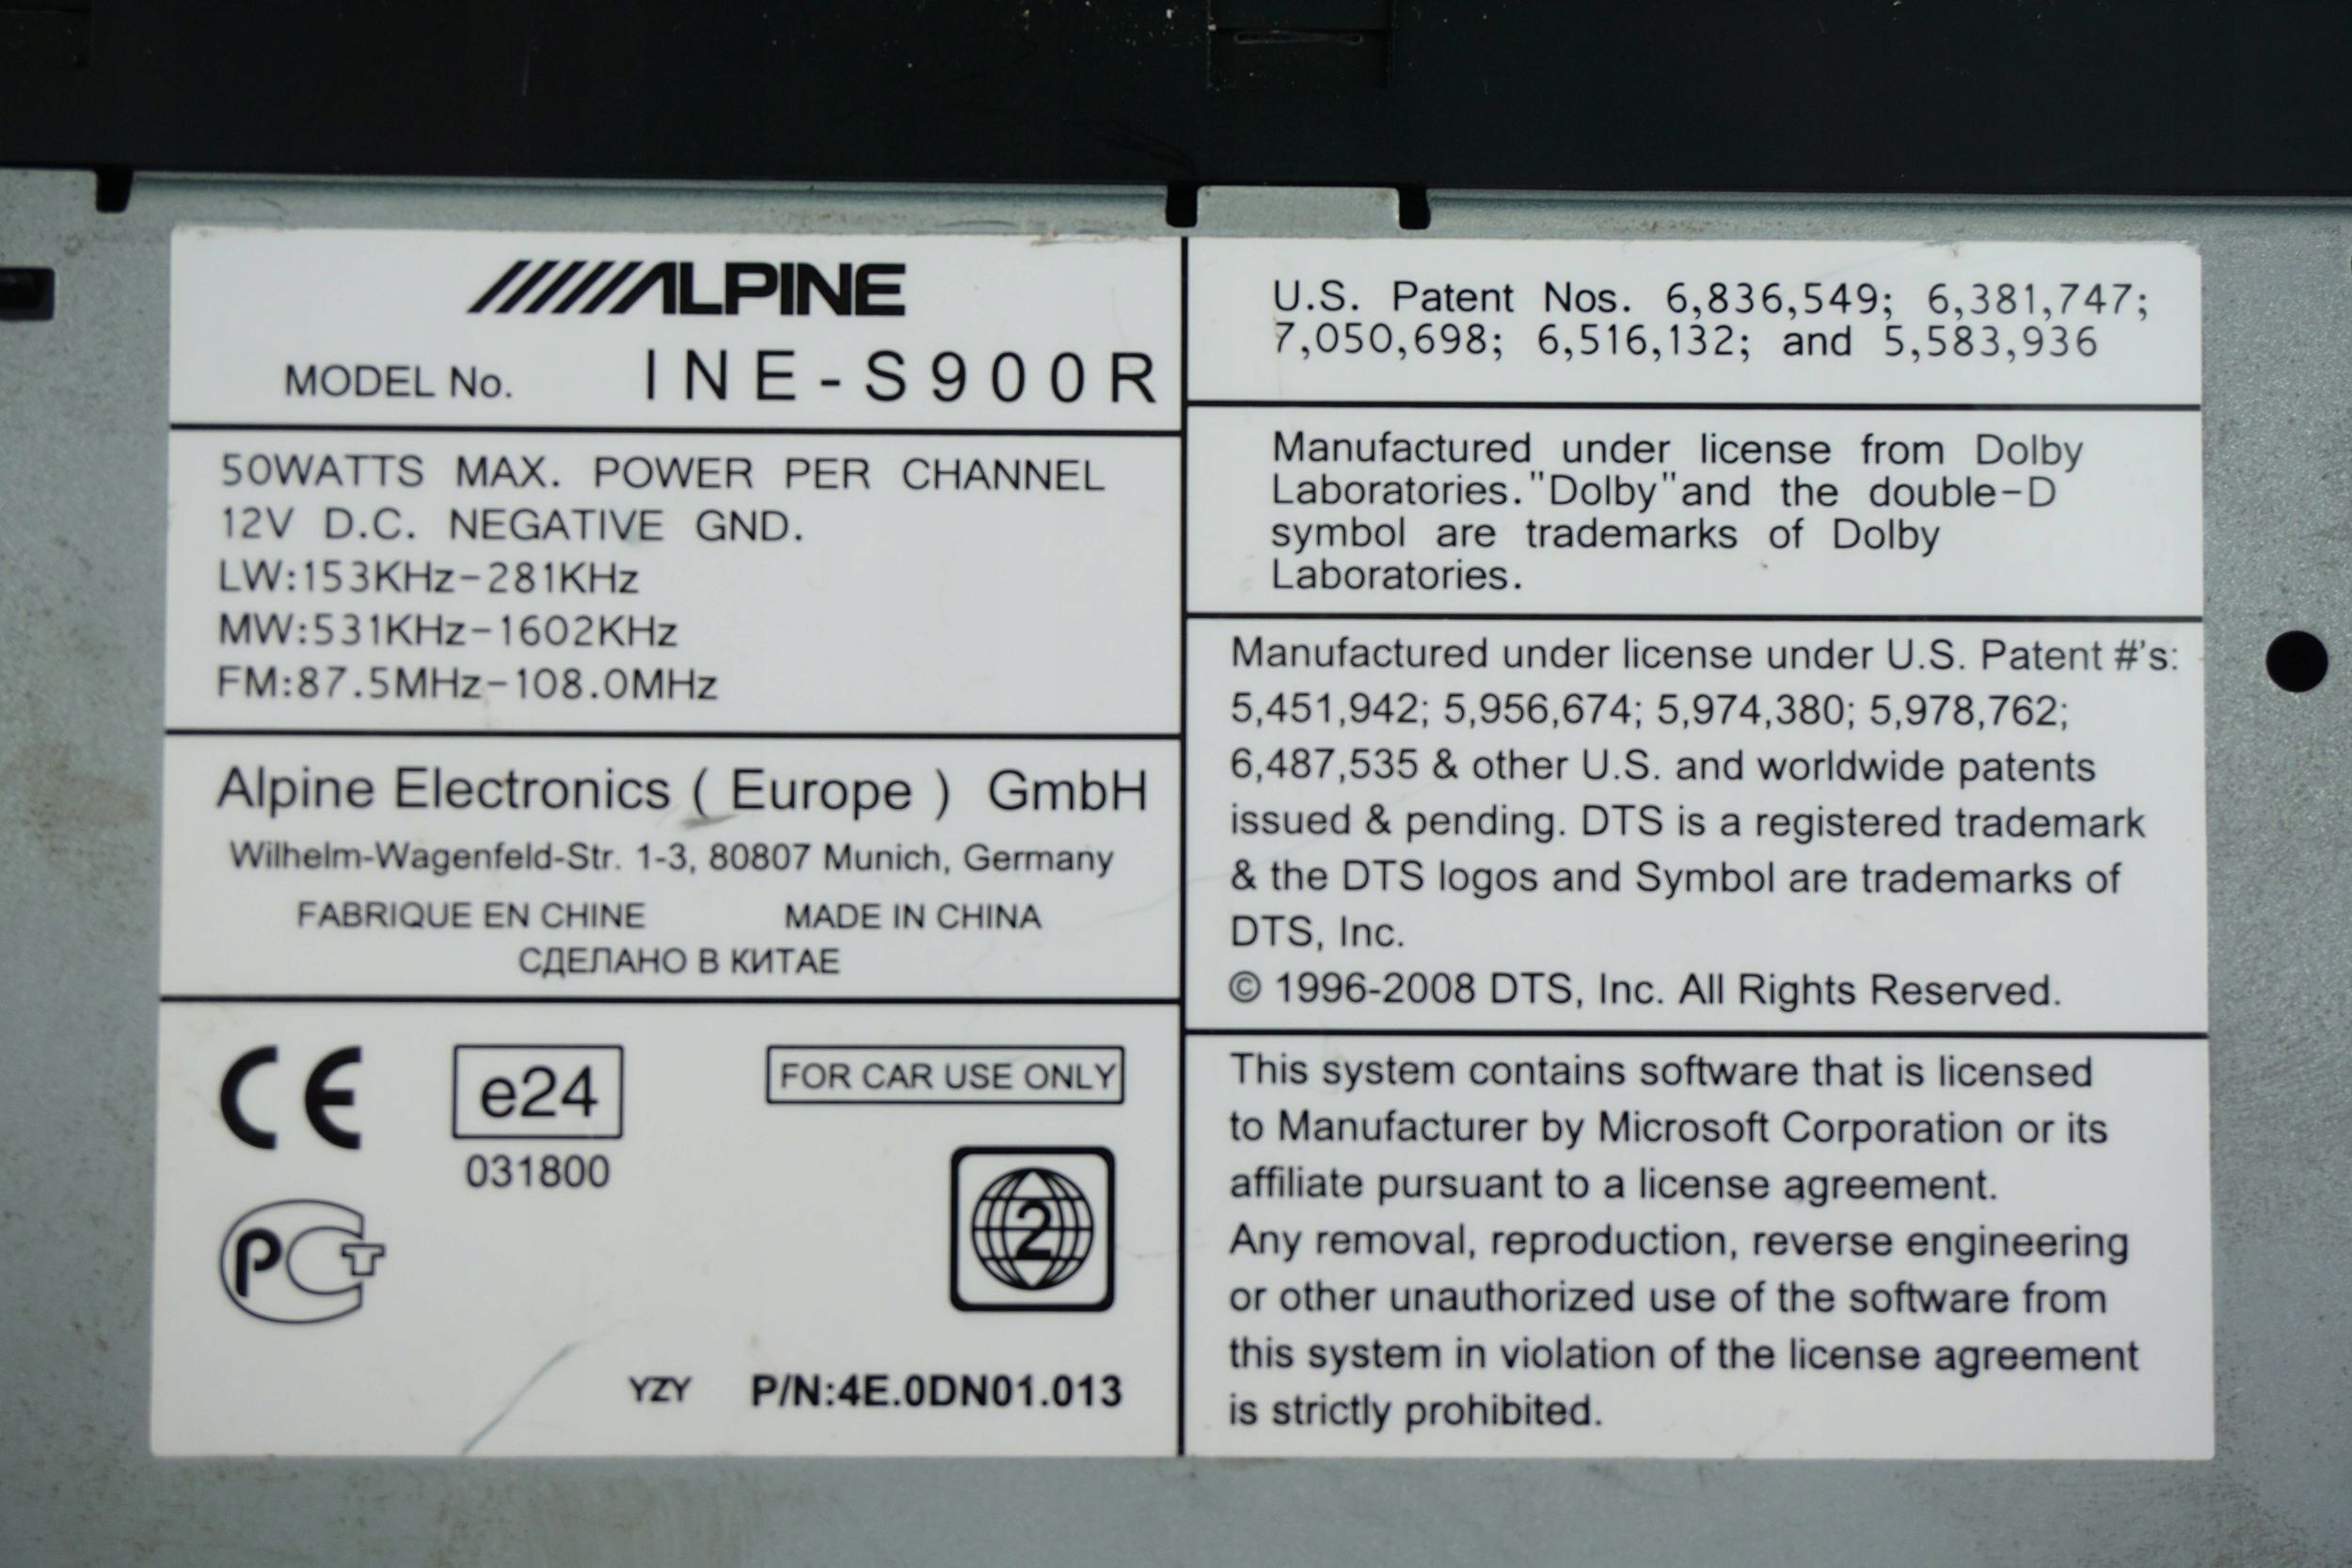 ALPINE
MODEL No. INE-S900R
50WATTS MAX. POWER PER CHANNEL
12V D.C. NEGATIVE GND.
LW:153KHz-281KHz
MW:531KHz-1602KHz
FM:87.5MHz-108.0MHz
Alpine Electronics ( Europe ) GmbH
Wilhelm-Wagenfeld-Str. 1-3, 80807 Munich, Germany
FABRIQUE EN CHINE MADE IN CHINA
СДЕЛАНО В КИТАЕ
CE e24 FOR CAR USE ONLY
031800
РСТ
2
YZY P/N:4E.0DN01.013
U.S. Patent Nos. 6,836,549; 6,381,747;
7,050,698; 6,516,132; and 5,583,936
Manufactured under license from Dolby
Laboratories."Dolby"and the double-D
symbol are trademarks of Dolby
Laboratories.
Manufactured under license under U.S. Patent #'s:
5,451,942; 5,956,674; 5,974,380; 5,978,762;
6,487,535 & other U.S. and worldwide patents
issued & pending. DTS is a registered trademark
& the DTS logos and Symbol are trademarks of
DTS, Inc.
© 1996-2008 DTS, Inc. All Rights Reserved.
This system contains software that is licensed
to Manufacturer by Microsoft Corporation or its
affiliate pursuant to a license agreement.
Any removal, reproduction, reverse engineering
or other unauthorized use of the software from
this system in violation of the license agreement
is strictly prohibited.